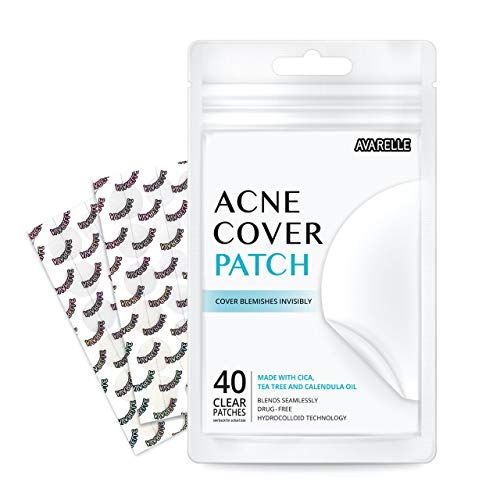 AVARELLE
ACNE
COVER
PATCH
COVER BLEMISHES INVISIBLY
40
CLEAR
PATCHES
MADE WITH CICA,
TEA TREE AND CALENDULA OIL
BLENDS SEAMLESSLY
DRUG-FREE
HYDROCOLLOID TECHNOLOGY